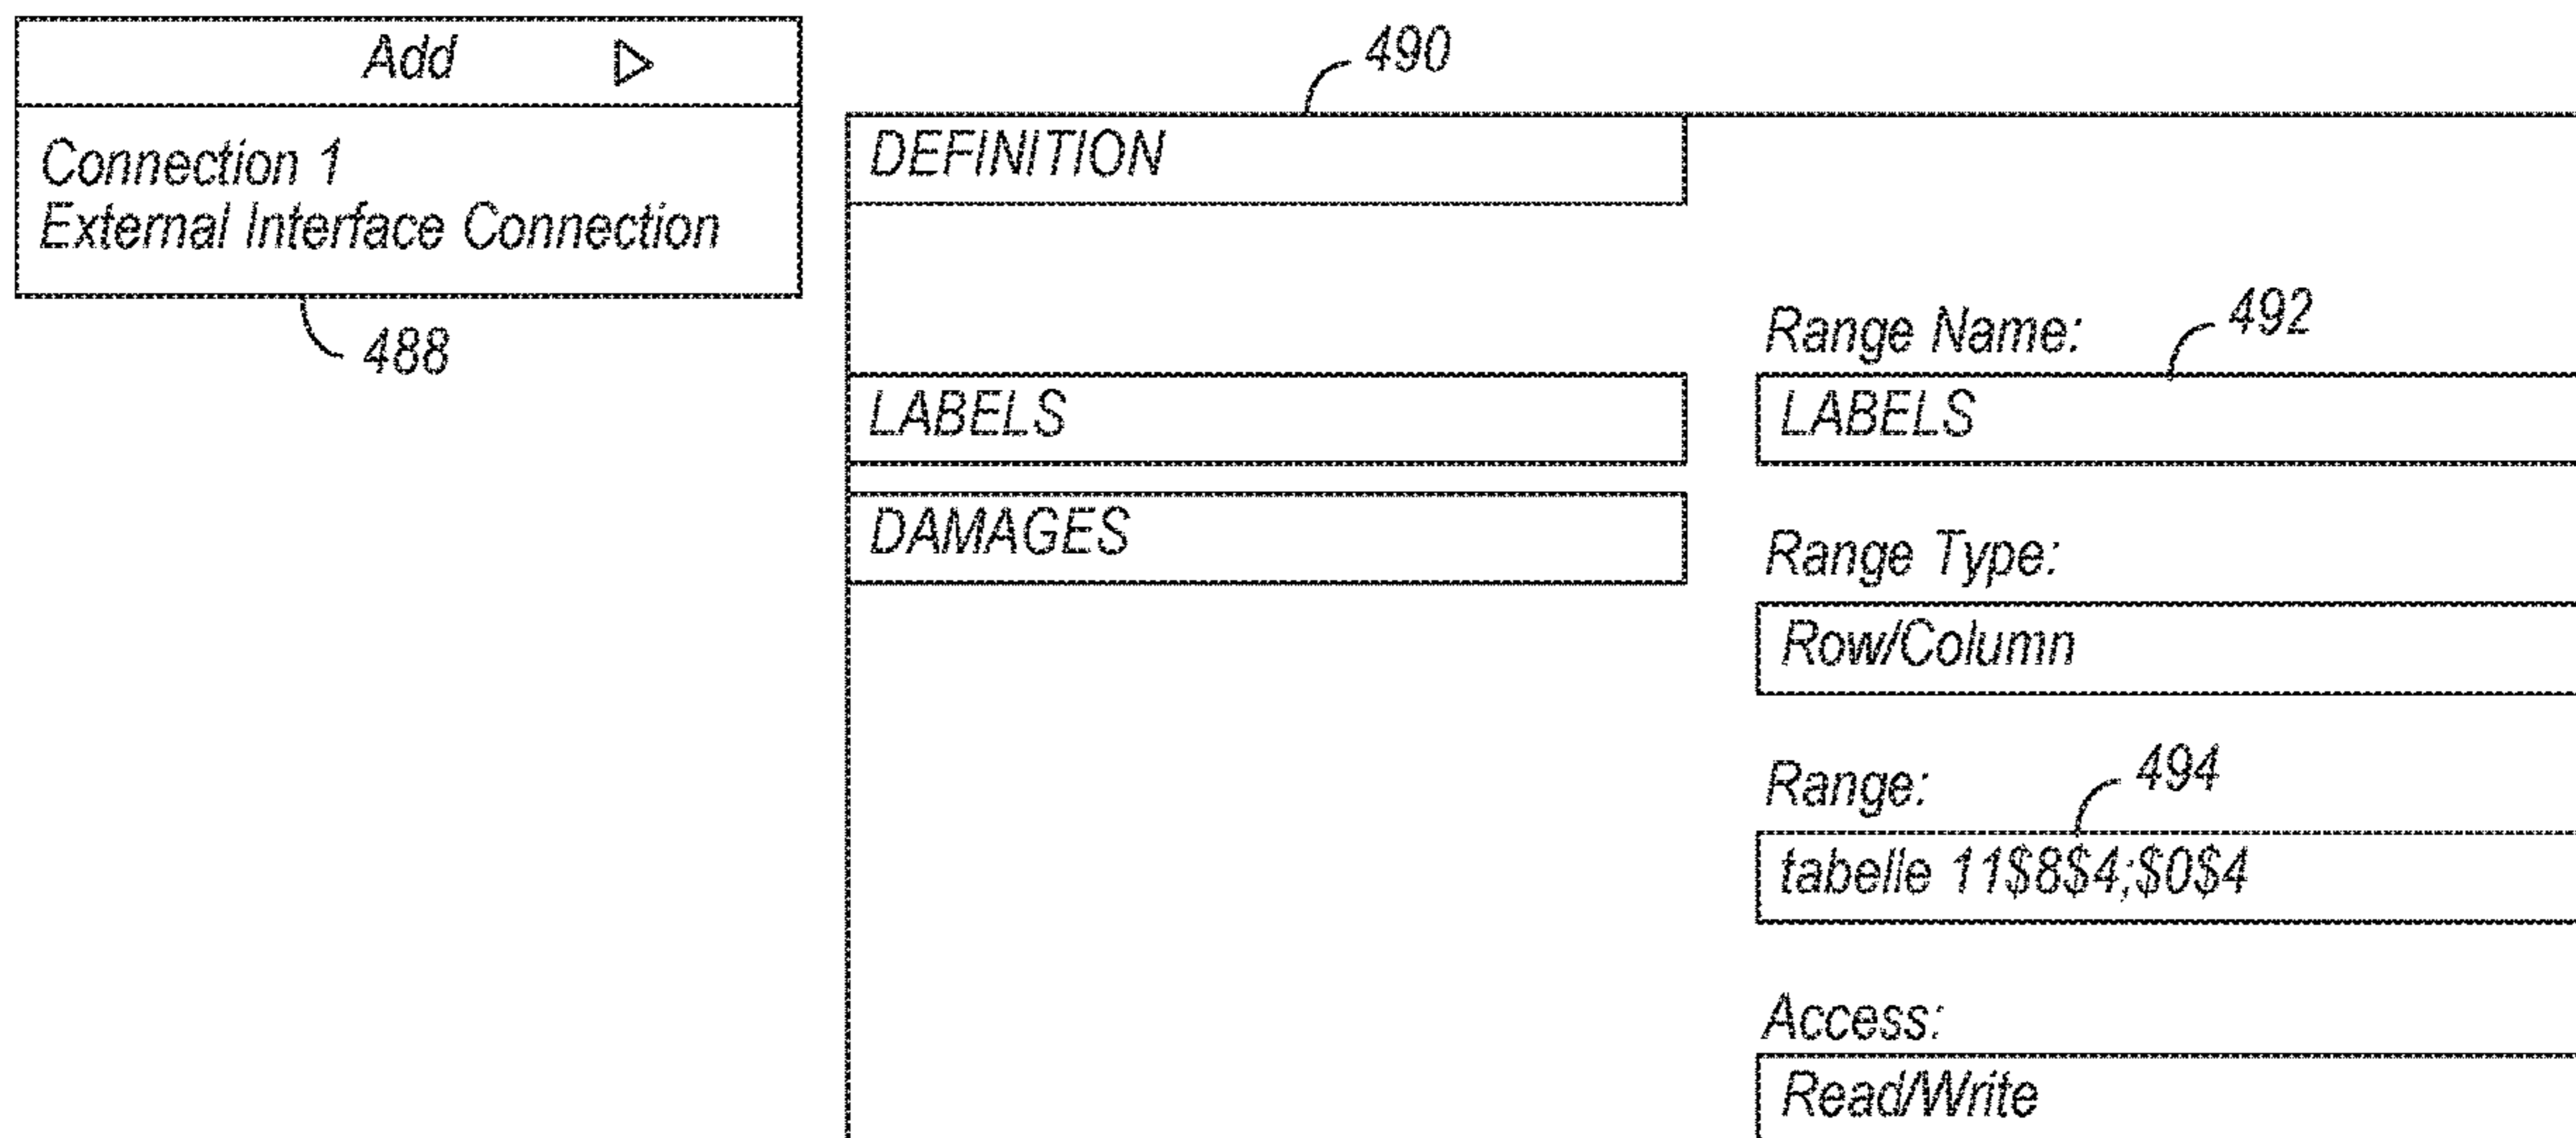 Add
Connection 1
External Interface Connection
488
490
DEFINITION
LABELS
DAMAGES
Range Name:
492
LABELS
Range Type:
Row/Column
Range:
494
tabelle 11$8$4;$0$4
Access:
Read/Write